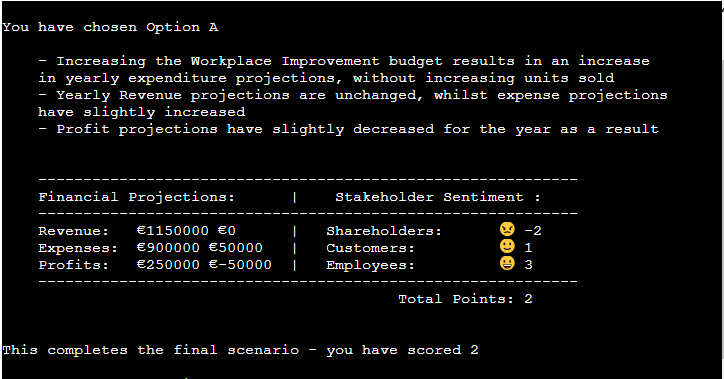 You have chosen Option A
- Increasing the Workplace Improvement budget results in an increase
in yearly expenditure projections, without increasing units sold
- Yearly Revenue projections are unchanged, whilst expense projections
have slightly increased
- Profit projections have slightly decreased for the year as a result
------------------------------------------------------------
Financial Projections:      |    Stakeholder Sentiment :
------------------------------------------------------------
Revenue:   €1150000 €0      |   Shareholders:      😠 -2
Expenses:  €900000 €50000   |   Customers:         🙂 1
Profits:   €250000 €-50000  |   Employees:         😀 3
------------------------------------------------------------
Total Points: 2
This completes the final scenario - you have scored 2